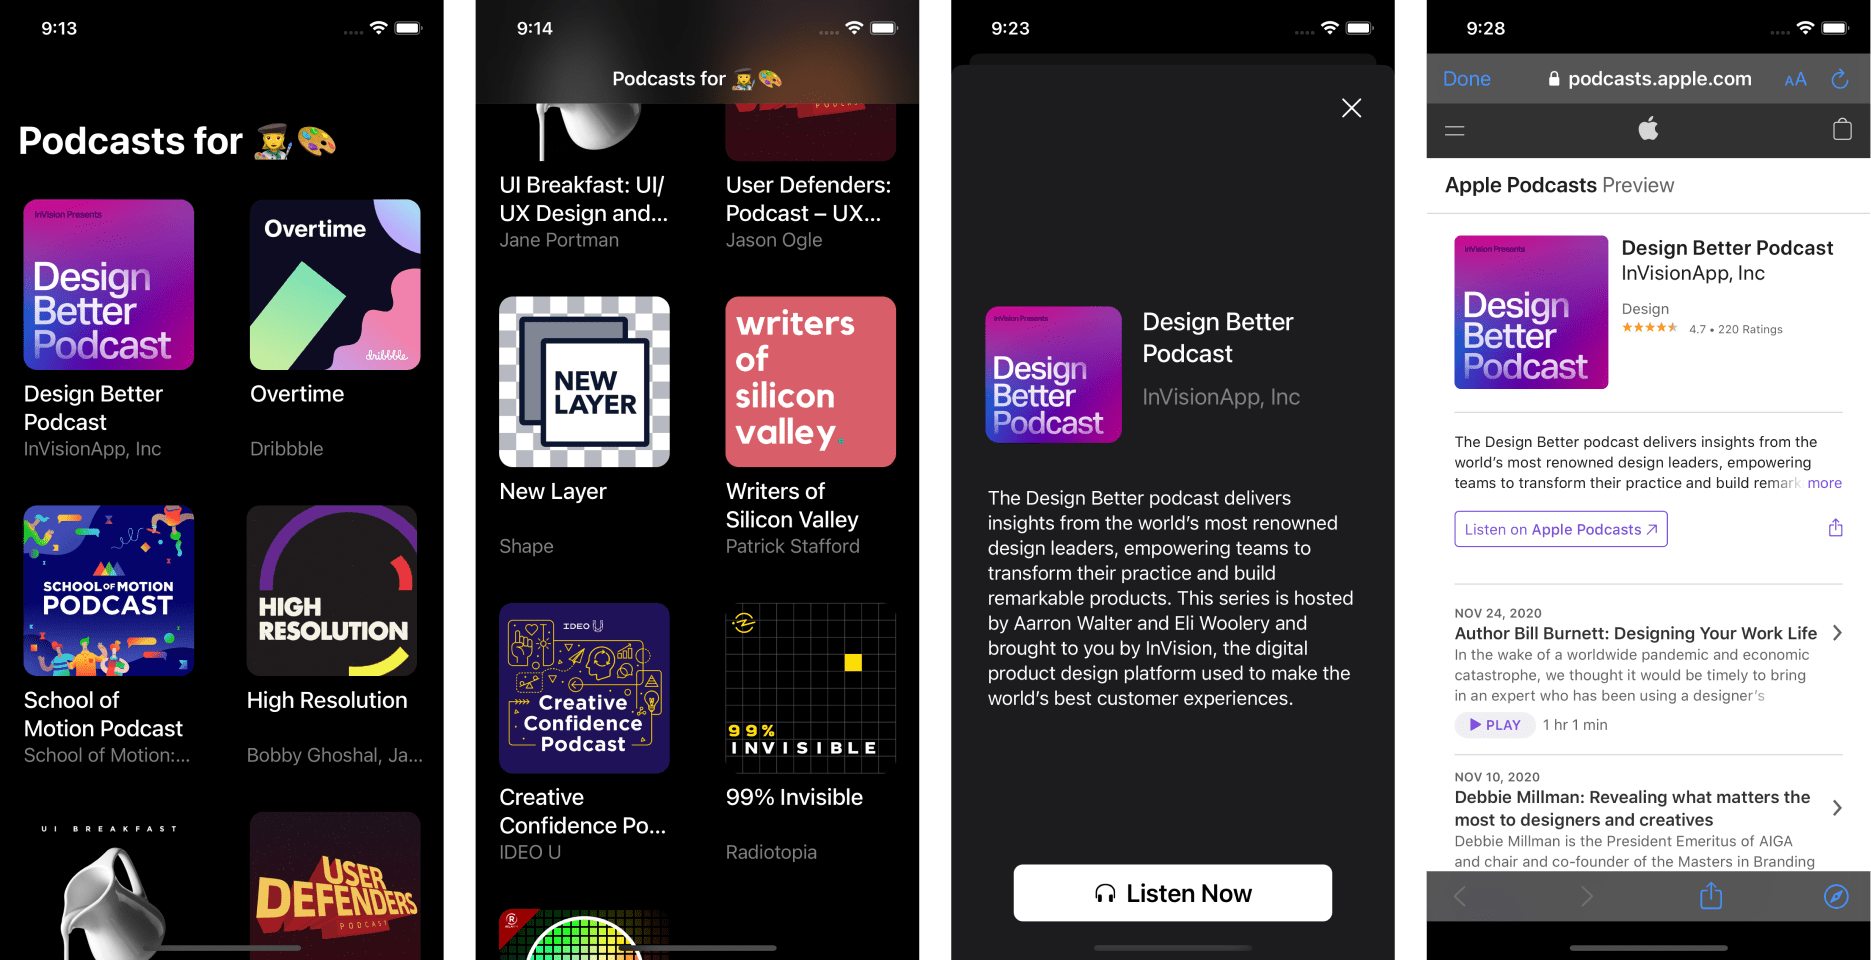 9:13
Podcasts for 👩‍🎨🎨
InVision Presents
Design
Better
Podcast
Design Better
Podcast
InVisionApp, Inc
Overtime
dribbble
Overtime
Dribbble
SCHOOL OF MOTION
PODCAST
School of
Motion Podcast
School of Motion:...
HIGH
RESOLUTION
High Resolution
Bobby Ghoshal, Ja...
UI BREAKFAST
USER
DEFENDERS
PODCAST
9:14
Podcasts for 👩‍🎨🎨
PODCAST
UI Breakfast: UI/
UX Design and...
Jane Portman
User Defenders:
Podcast – UX...
Jason Ogle
NEW
LAYER
New Layer
Shape
writers
of
silicon
valley.
Writers of
Silicon Valley
Patrick Stafford
IDEO U
Creative
Confidence
Podcast
Creative
Confidence Po...
IDEO U
99%
INVISIBLE
99% Invisible
Radiotopia
9:23
InVision Presents
Design
Better
Podcast
Design Better
Podcast
InVisionApp, Inc
The Design Better podcast delivers
insights from the world’s most renowned
design leaders, empowering teams to
transform their practice and build
remarkable products. This series is hosted
by Aarron Walter and Eli Woolery and
brought to you by InVision, the digital
product design platform used to make the
world’s best customer experiences.
Listen Now
9:28
Done
podcasts.apple.com
AA
Apple Podcasts Preview
InVision Presents
Design
Better
Podcast
Design Better Podcast
InVisionApp, Inc
Design
4.7 • 220 Ratings
The Design Better podcast delivers insights from the
world’s most renowned design leaders, empowering
teams to transform their practice and build remark more
Listen on Apple Podcasts ↗
NOV 24, 2020
Author Bill Burnett: Designing Your Work Life
In the wake of a worldwide pandemic and economic
catastrophe, we thought it would be timely to bring
in an expert who has been using a designer’s
PLAY 1 hr 1 min
NOV 10, 2020
Debbie Millman: Revealing what matters the
most to designers and creatives
Debbie Millman is the President Emeritus of AIGA
and chair and co-founder of the Masters in Branding